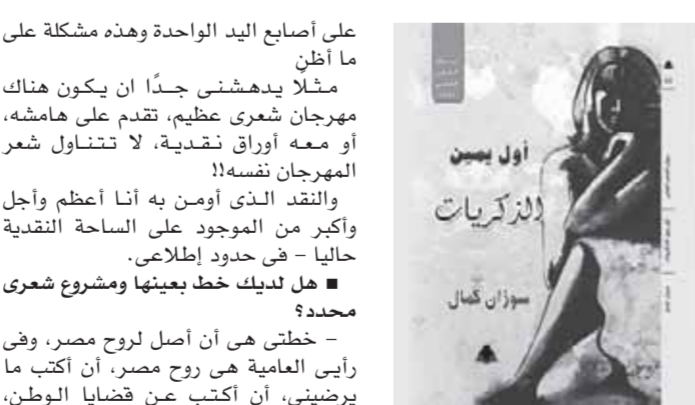 على أصابع اليد الواحدة وهذه مشكلة على
ما أظن
مثلًا يدهشنى جدًا ان يكون هناك
مهرجان شعرى عظيم، تقدم على هامشه،
أو معه أوراق نقدية، لا تتناول شعر
المهرجان نفسه!!
والنقد الذى أومن به أنا أعظم وأجل
وأكبر من الموجود على الساحة النقدية
حاليا – فى حدود إطلاعى.
■ هل لديك خط بعينها ومشروع شعرى
محدد؟
– خطتى هى أن أصل لروح مصر، وفى
رأيى العامية هى روح مصر، أن أكتب ما
يرضينى، أن أكتب عن قضايا الوطن،
أول يمين
الذكريات
سوزان كمال